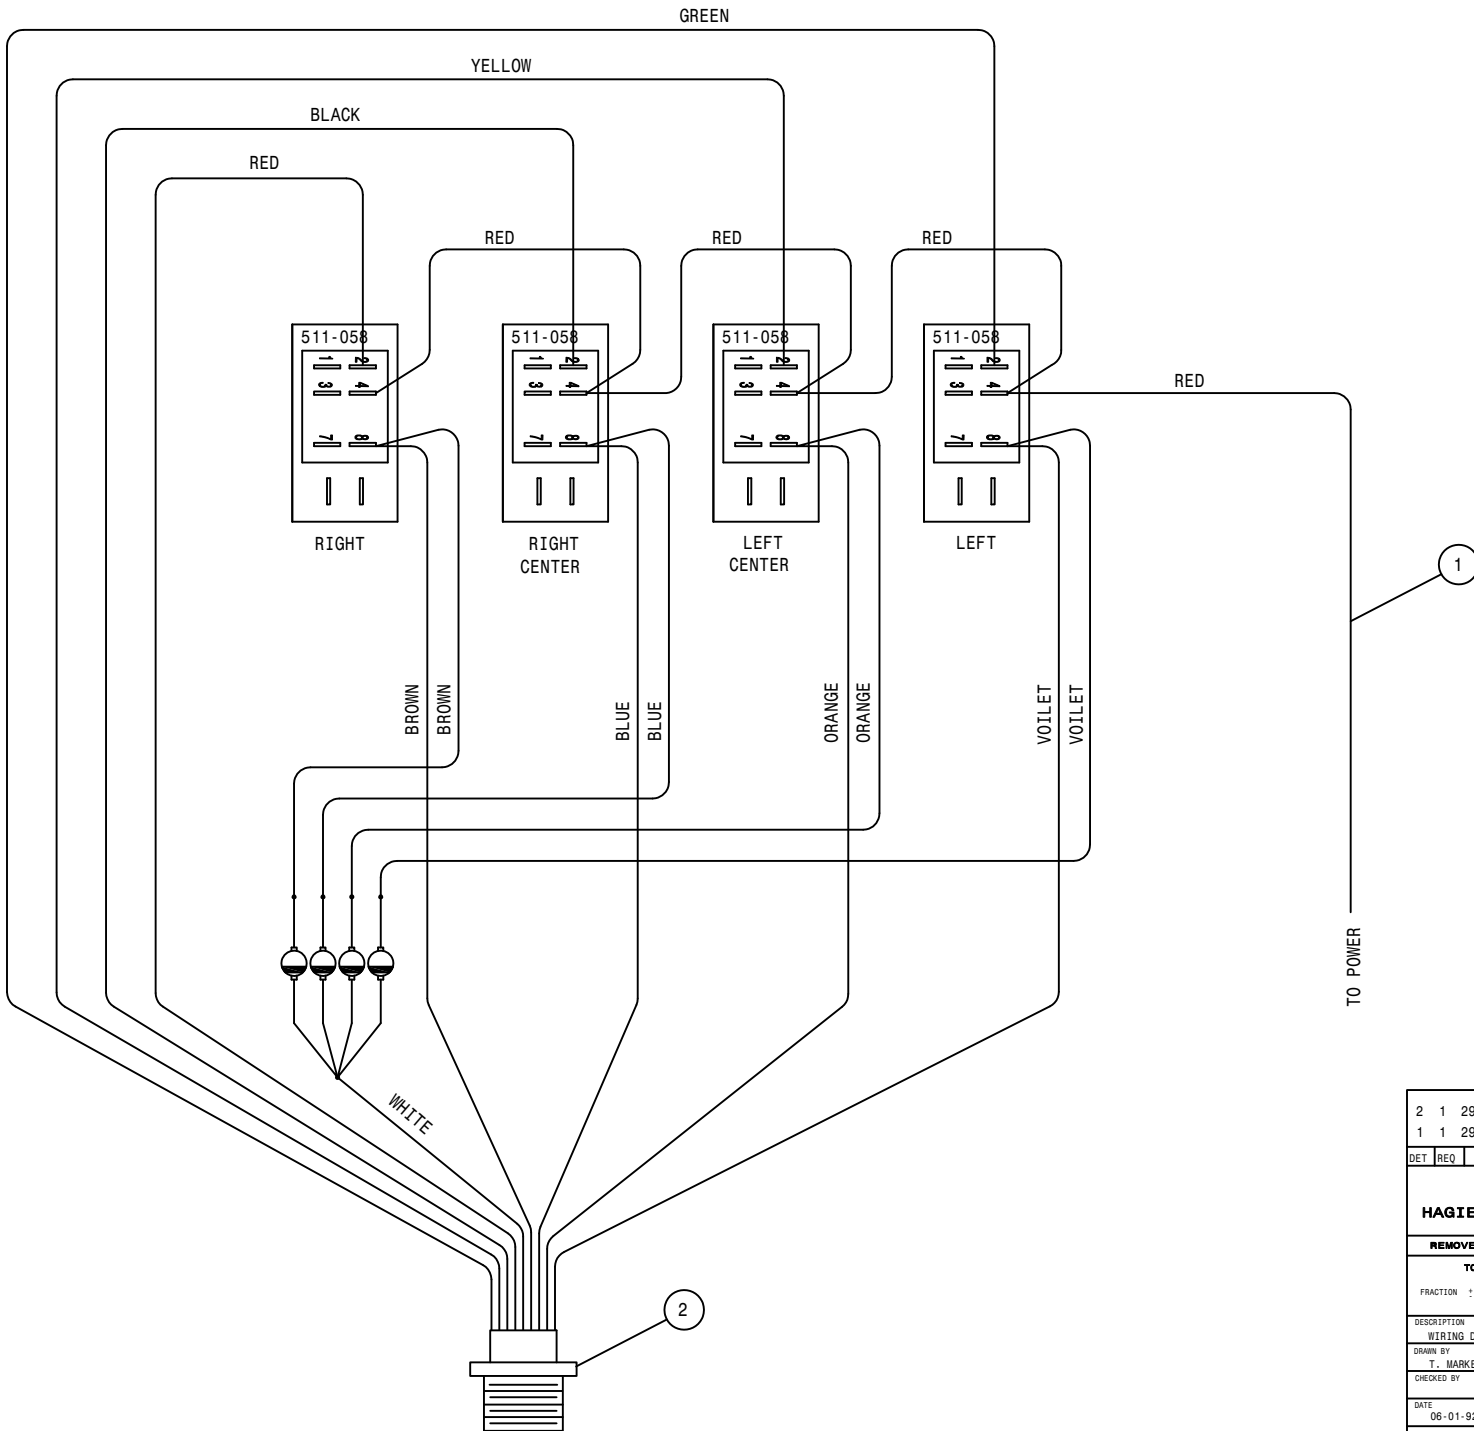 GREEN
YELLOW
BLACK
RED
RED
RED
RED
511-058
511-058
511-058
511-058
1 2
1 2
1 2
1 2
3 4
3 4
3 4
3 4
RED
7 8
7 8
7 8
7 8
RIGHT
RIGHT
CENTER
LEFT
CENTER
LEFT
1
BROWN
BROWN
BLUE
BLUE
ORANGE
ORANGE
VOILET
VOILET
TO POWER
WHITE
2
2 1 29
1 1 29
DET REQ
HAGIE
REMOVE
TO
FRACTION
DESCRIPTION
WIRING D
DRAWN BY
T. MARKE
CHECKED BY
DATE
06-01-92